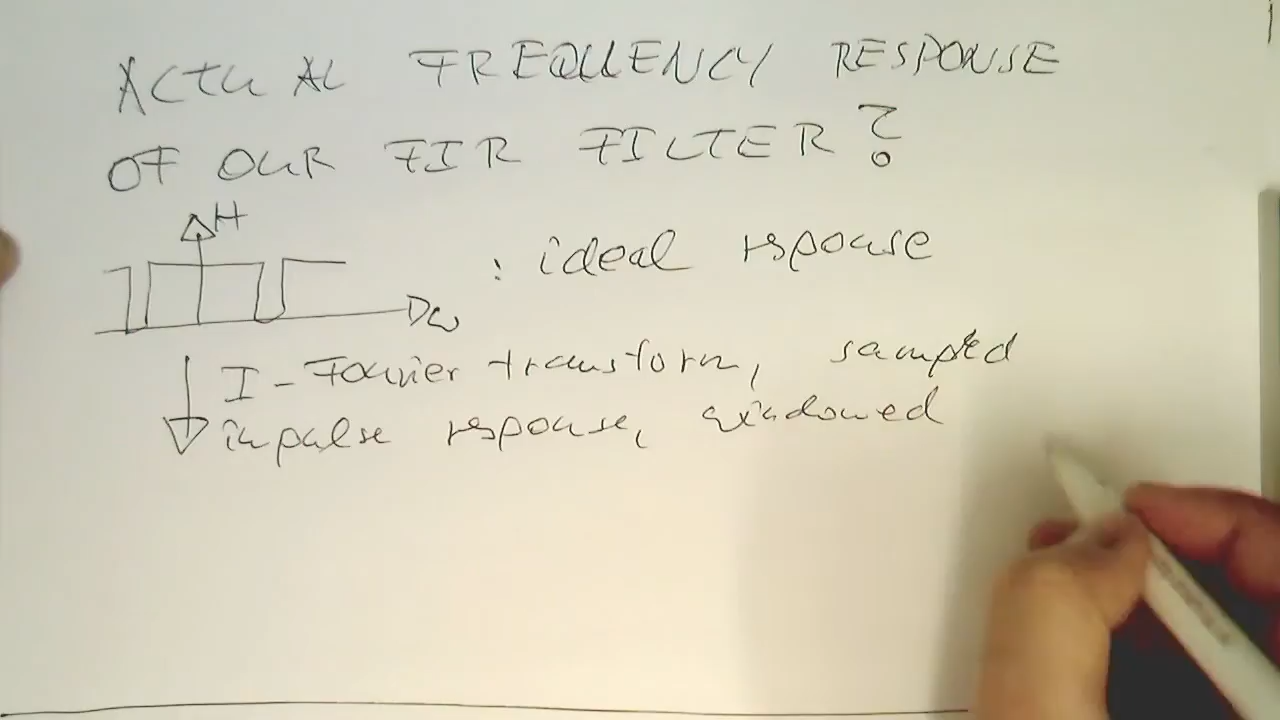 ACTUAL FREQUENCY RESPONSE
OF OUR FIR FILTER?
H
: ideal response
ω
I-Fourier transform, sampled
impulse response, windowed